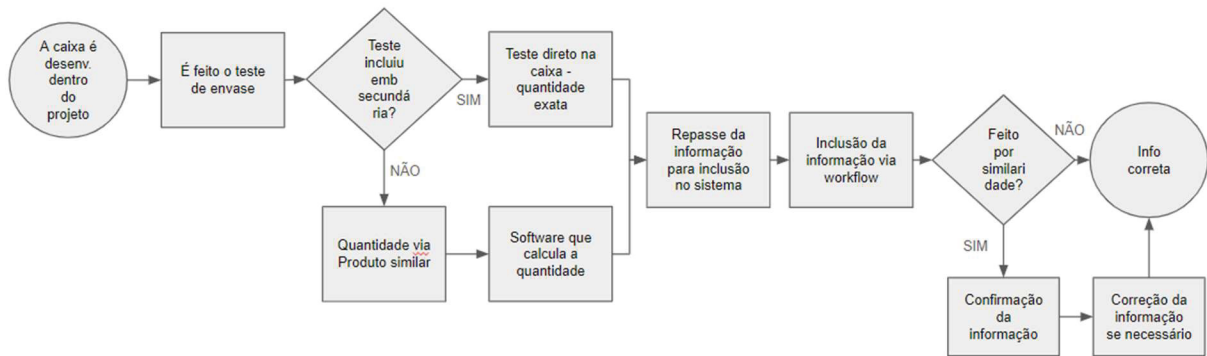 A caixa é
desenv.
dentro
do
projeto
É feito o teste
de envase
Teste
incluiu
emb
secundá
ria?
SIM
NÃO
Teste direto na
caixa -
quantidade
exata
Quantidade via
Produto similar
Software que
calcula a
quantidade
Repasse da
informação
para inclusão
no sistema
Inclusão da
informação via
workflow
Feito
por
similari
dade?
NÃO
SIM
Info
correta
Confirmação
da
informação
Correção da
informação
se necessário